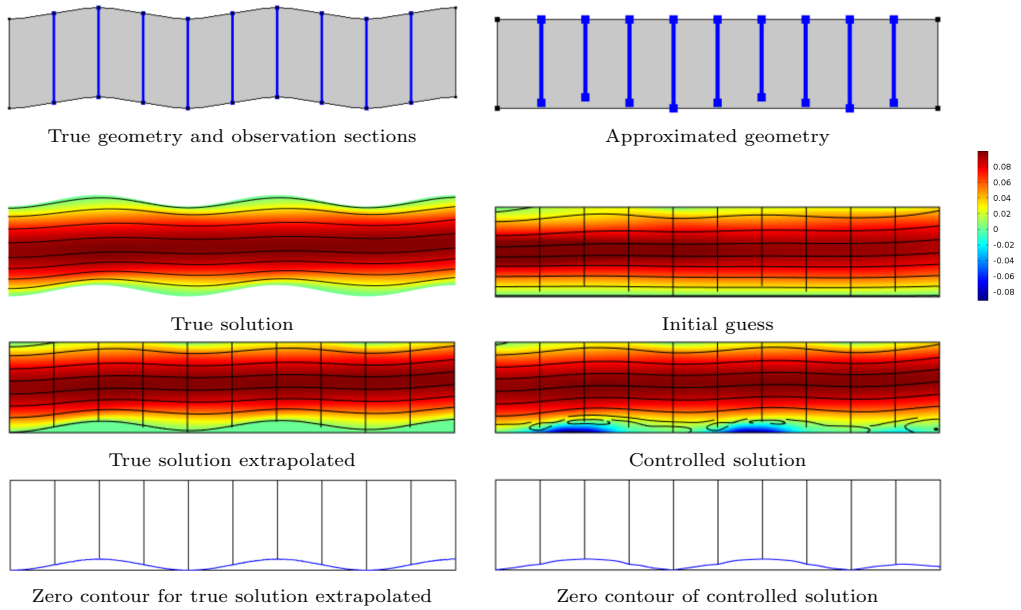 True geometry and observation sections
Approximated geometry
0.08
0.06
0.04
0.02
0
-0.02
-0.04
-0.06
-0.08
True solution
Initial guess
True solution extrapolated
Controlled solution
Zero contour for true solution extrapolated
Zero contour of controlled solution